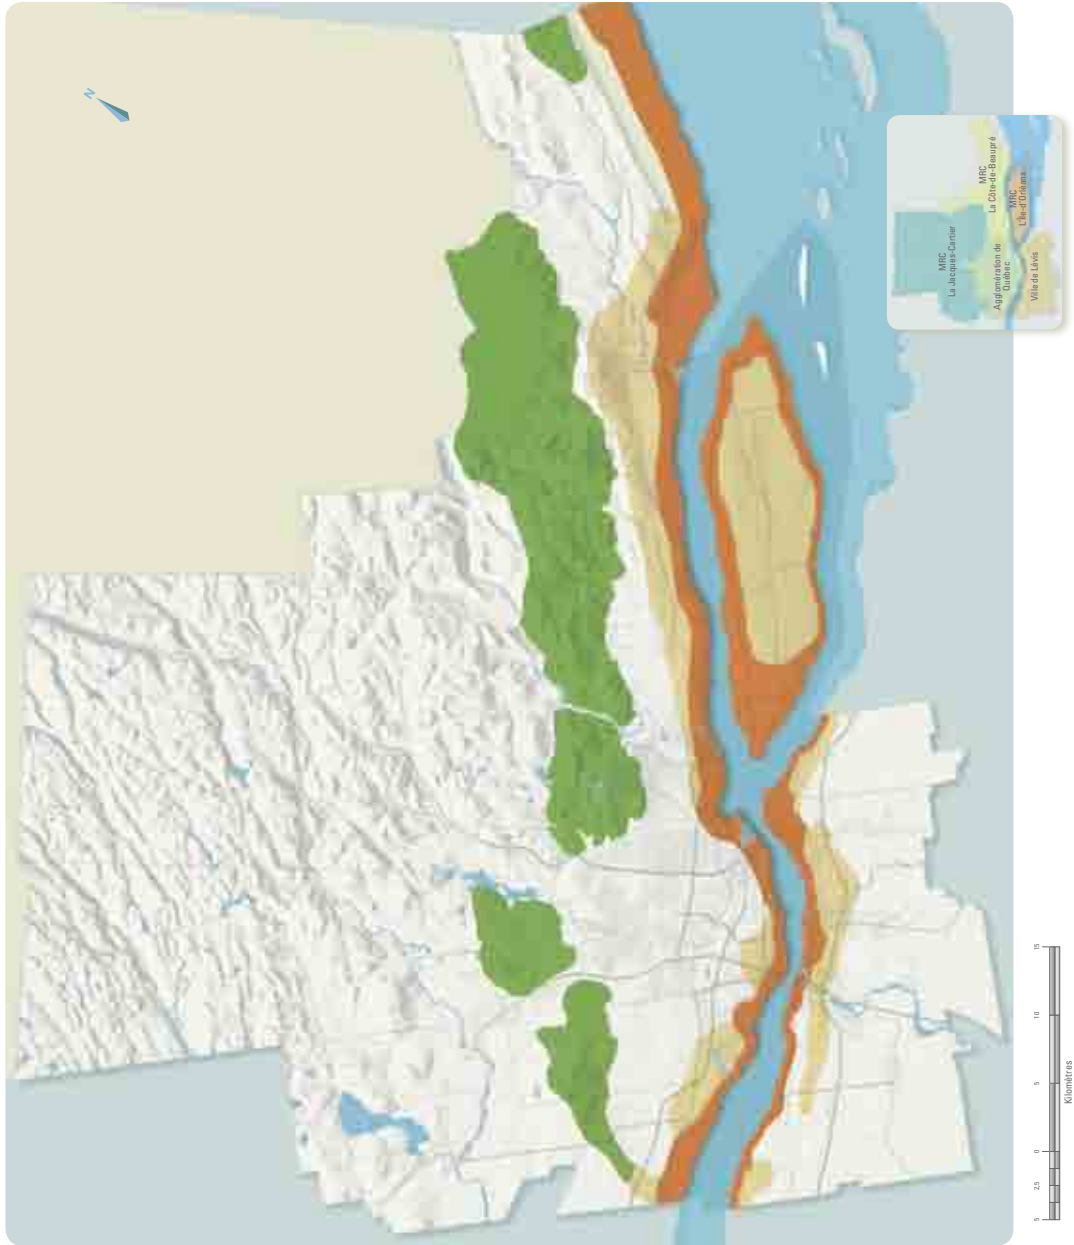 N
MRC
La Côte-de-Beaupré
MRC
L'Île-d'Orléans
MRC
La Jacques-Cartier
Agglomération de
Québec
Ville de Lévis
5
2,5
0
5
10
15
Kilomètres